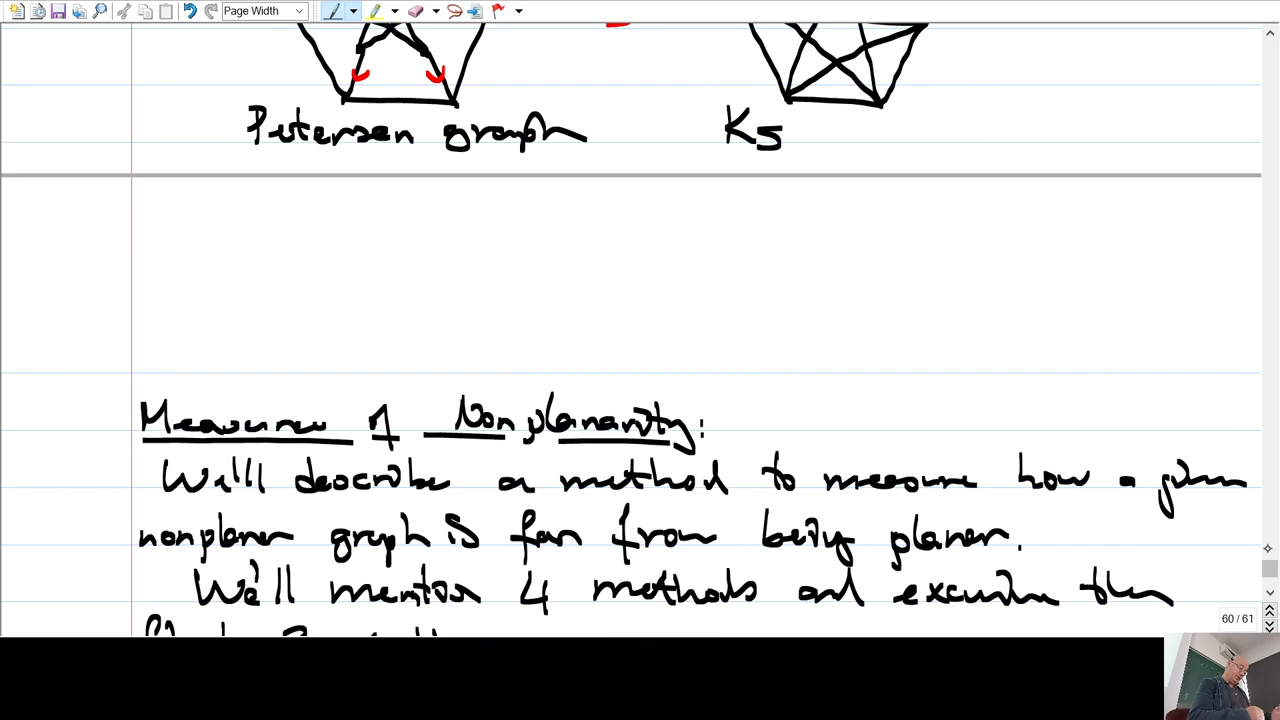 Page Width
Petersen graph K5
Measures of Nonplanarity:
We'll describe a method to measure how a given
nonplanar graph is far from being planar.
We'll mention 4 methods and examine them
60 / 61